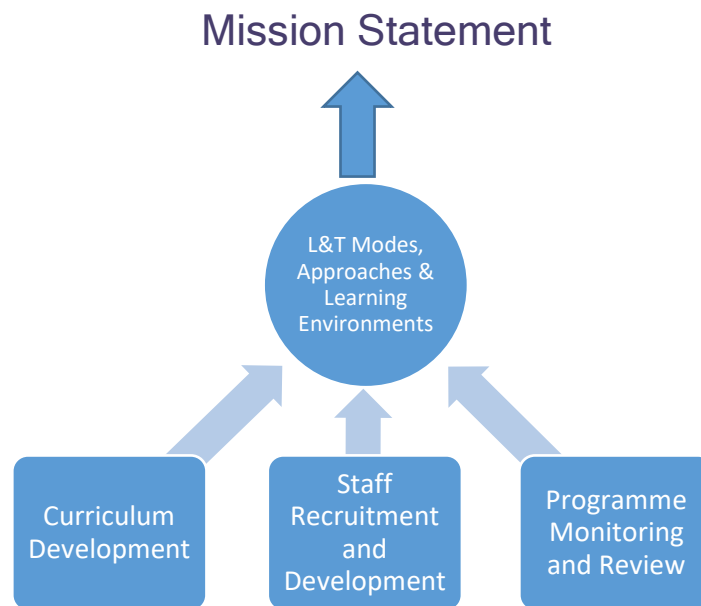 Mission Statement
L&T Modes,
Approaches &
Learning
Environments
Curriculum
Development
Staff
Recruitment
and
Development
Programme
Monitoring
and Review